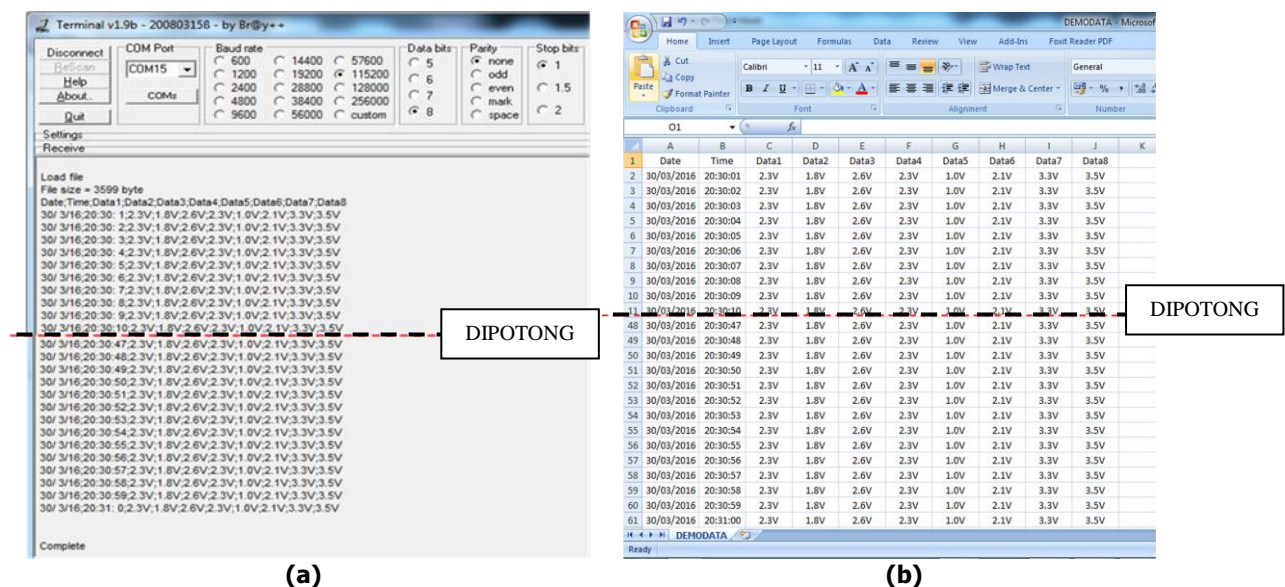 Terminal v1.9b - 20080315ß - by Br@y++
Disconnect
ReScan
Help
About..
Quit
COM Port
COM15
COMs
Baud rate
600 14400 57600
1200 19200 115200
2400 28800 128000
4800 38400 256000
9600 56000 custom
Data bits
5
6
7
8
Parity
none
odd
even
mark
space
Stop bits
1
1.5
2
Settings
Receive
Load file
File size = 3599 byte
Date;Time;Data1;Data2;Data3;Data4;Data5;Data6;Data7;Data8
30/ 3/16;20:30: 1;2.3V;1.8V;2.6V;2.3V;1.0V;2.1V;3.3V;3.5V
30/ 3/16;20:30: 2;2.3V;1.8V;2.6V;2.3V;1.0V;2.1V;3.3V;3.5V
30/ 3/16;20:30: 3;2.3V;1.8V;2.6V;2.3V;1.0V;2.1V;3.3V;3.5V
30/ 3/16;20:30: 4;2.3V;1.8V;2.6V;2.3V;1.0V;2.1V;3.3V;3.5V
30/ 3/16;20:30: 5;2.3V;1.8V;2.6V;2.3V;1.0V;2.1V;3.3V;3.5V
30/ 3/16;20:30: 6;2.3V;1.8V;2.6V;2.3V;1.0V;2.1V;3.3V;3.5V
30/ 3/16;20:30: 7;2.3V;1.8V;2.6V;2.3V;1.0V;2.1V;3.3V;3.5V
30/ 3/16;20:30: 8;2.3V;1.8V;2.6V;2.3V;1.0V;2.1V;3.3V;3.5V
30/ 3/16;20:30: 9;2.3V;1.8V;2.6V;2.3V;1.0V;2.1V;3.3V;3.5V
30/ 3/16;20:30:10;2.3V;1.8V;2.6V;2.3V;1.0V;2.1V;3.3V;3.5V
DIPOTONG
30/ 3/16;20:30:47;2.3V;1.8V;2.6V;2.3V;1.0V;2.1V;3.3V;3.5V
30/ 3/16;20:30:48;2.3V;1.8V;2.6V;2.3V;1.0V;2.1V;3.3V;3.5V
30/ 3/16;20:30:49;2.3V;1.8V;2.6V;2.3V;1.0V;2.1V;3.3V;3.5V
30/ 3/16;20:30:50;2.3V;1.8V;2.6V;2.3V;1.0V;2.1V;3.3V;3.5V
30/ 3/16;20:30:51;2.3V;1.8V;2.6V;2.3V;1.0V;2.1V;3.3V;3.5V
30/ 3/16;20:30:52;2.3V;1.8V;2.6V;2.3V;1.0V;2.1V;3.3V;3.5V
30/ 3/16;20:30:53;2.3V;1.8V;2.6V;2.3V;1.0V;2.1V;3.3V;3.5V
30/ 3/16;20:30:54;2.3V;1.8V;2.6V;2.3V;1.0V;2.1V;3.3V;3.5V
30/ 3/16;20:30:55;2.3V;1.8V;2.6V;2.3V;1.0V;2.1V;3.3V;3.5V
30/ 3/16;20:30:56;2.3V;1.8V;2.6V;2.3V;1.0V;2.1V;3.3V;3.5V
30/ 3/16;20:30:57;2.3V;1.8V;2.6V;2.3V;1.0V;2.1V;3.3V;3.5V
30/ 3/16;20:30:58;2.3V;1.8V;2.6V;2.3V;1.0V;2.1V;3.3V;3.5V
30/ 3/16;20:30:59;2.3V;1.8V;2.6V;2.3V;1.0V;2.1V;3.3V;3.5V
30/ 3/16;20:31: 0;2.3V;1.8V;2.6V;2.3V;1.0V;2.1V;3.3V;3.5V
Complete
(a)
DEMODATA - Microsof
Home Insert Page Layout Formulas Data Review View Add-Ins Foxit Reader PDF
Paste
Cut
Copy
Format Painter
Clipboard
Calibri 11 A A
B I U A
Font
Wrap Text
Merge & Center
Alignment
General
% ,
Number
O1 fx
A B C D E F G H I J K
1 Date Time Data1 Data2 Data3 Data4 Data5 Data6 Data7 Data8
2 30/03/2016 20:30:01 2.3V 1.8V 2.6V 2.3V 1.0V 2.1V 3.3V 3.5V
3 30/03/2016 20:30:02 2.3V 1.8V 2.6V 2.3V 1.0V 2.1V 3.3V 3.5V
4 30/03/2016 20:30:03 2.3V 1.8V 2.6V 2.3V 1.0V 2.1V 3.3V 3.5V
5 30/03/2016 20:30:04 2.3V 1.8V 2.6V 2.3V 1.0V 2.1V 3.3V 3.5V
6 30/03/2016 20:30:05 2.3V 1.8V 2.6V 2.3V 1.0V 2.1V 3.3V 3.5V
7 30/03/2016 20:30:06 2.3V 1.8V 2.6V 2.3V 1.0V 2.1V 3.3V 3.5V
8 30/03/2016 20:30:07 2.3V 1.8V 2.6V 2.3V 1.0V 2.1V 3.3V 3.5V
9 30/03/2016 20:30:08 2.3V 1.8V 2.6V 2.3V 1.0V 2.1V 3.3V 3.5V
10 30/03/2016 20:30:09 2.3V 1.8V 2.6V 2.3V 1.0V 2.1V 3.3V 3.5V
11 30/03/2016 20:30:10 2.3V 1.8V 2.6V 2.3V 1.0V 2.1V 3.3V 3.5V
DIPOTONG
48 30/03/2016 20:30:47 2.3V 1.8V 2.6V 2.3V 1.0V 2.1V 3.3V 3.5V
49 30/03/2016 20:30:48 2.3V 1.8V 2.6V 2.3V 1.0V 2.1V 3.3V 3.5V
50 30/03/2016 20:30:49 2.3V 1.8V 2.6V 2.3V 1.0V 2.1V 3.3V 3.5V
51 30/03/2016 20:30:50 2.3V 1.8V 2.6V 2.3V 1.0V 2.1V 3.3V 3.5V
52 30/03/2016 20:30:51 2.3V 1.8V 2.6V 2.3V 1.0V 2.1V 3.3V 3.5V
53 30/03/2016 20:30:52 2.3V 1.8V 2.6V 2.3V 1.0V 2.1V 3.3V 3.5V
54 30/03/2016 20:30:53 2.3V 1.8V 2.6V 2.3V 1.0V 2.1V 3.3V 3.5V
55 30/03/2016 20:30:54 2.3V 1.8V 2.6V 2.3V 1.0V 2.1V 3.3V 3.5V
56 30/03/2016 20:30:55 2.3V 1.8V 2.6V 2.3V 1.0V 2.1V 3.3V 3.5V
57 30/03/2016 20:30:56 2.3V 1.8V 2.6V 2.3V 1.0V 2.1V 3.3V 3.5V
58 30/03/2016 20:30:57 2.3V 1.8V 2.6V 2.3V 1.0V 2.1V 3.3V 3.5V
59 30/03/2016 20:30:58 2.3V 1.8V 2.6V 2.3V 1.0V 2.1V 3.3V 3.5V
60 30/03/2016 20:30:59 2.3V 1.8V 2.6V 2.3V 1.0V 2.1V 3.3V 3.5V
61 30/03/2016 20:31:00 2.3V 1.8V 2.6V 2.3V 1.0V 2.1V 3.3V 3.5V
DEMODATA
Ready
(b)